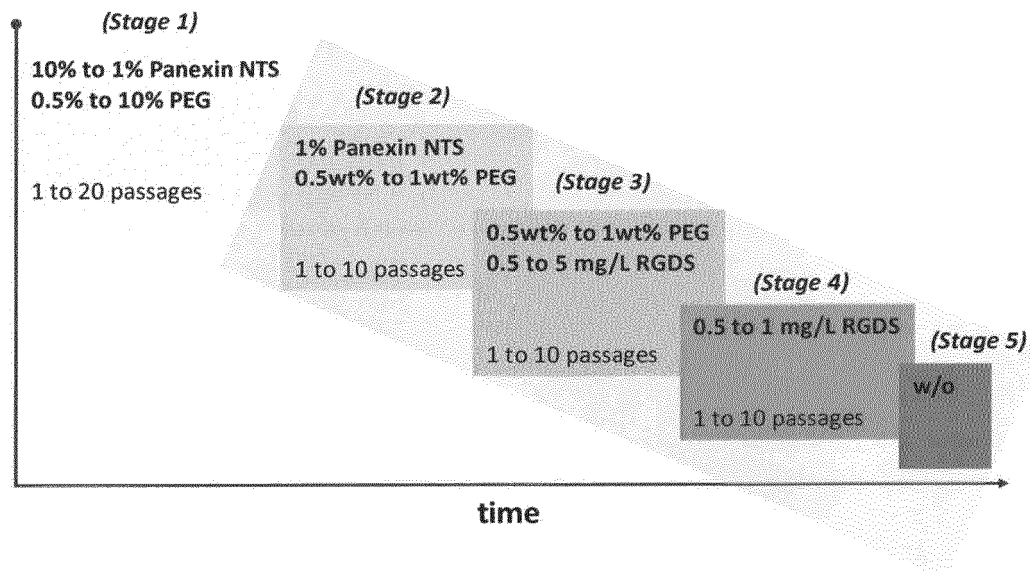 (Stage 1)
10% to 1% Panexin NTS
0.5% to 10% PEG
1 to 20 passages
(Stage 2)
1% Panexin NTS
0.5wt% to 1wt% PEG
1 to 10 passages
(Stage 3)
0.5wt% to 1wt% PEG
0.5 to 5 mg/L RGDS
1 to 10 passages
(Stage 4)
0.5 to 1 mg/L RGDS
1 to 10 passages
(Stage 5)
w/o
time